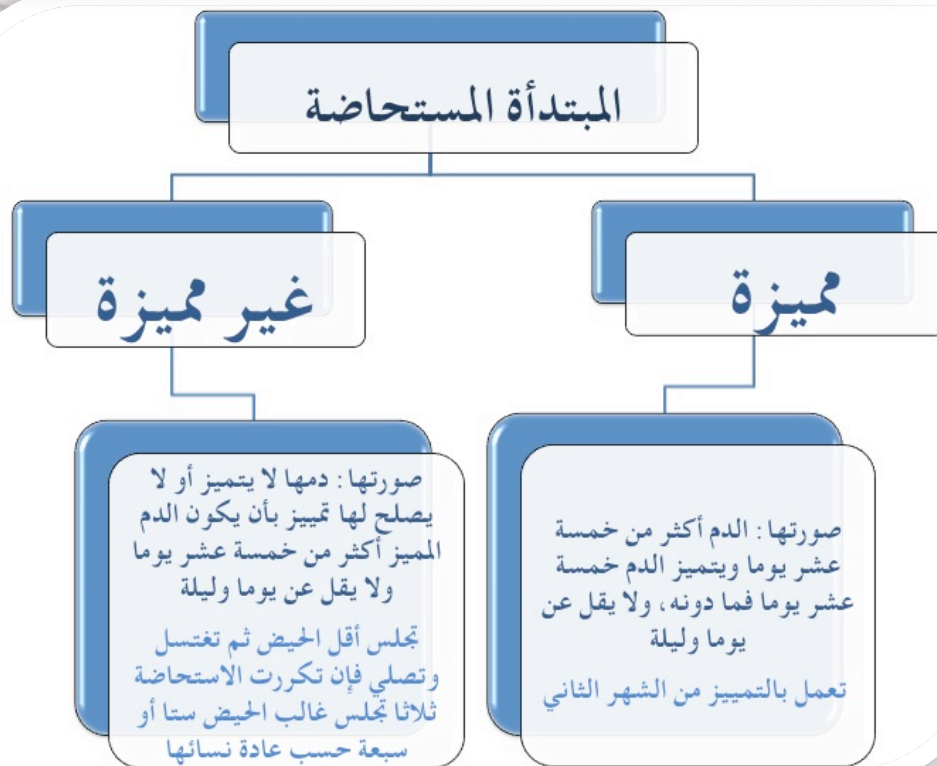 المبتدأة المستحاضة
مميزة
غير مميزة
صورتها: الدم أكثر من خمسة
عشر يوما ويتميز الدم خمسة
عشر يوما فما دونه، ولا يقل عن
يوما وليلة
تعمل بالتمييز من الشهر الثاني
صورتها: دمها لا يتميز أو لا
يصلح لها تمييز بأن يكون الدم
المميز أكثر من خمسة عشر يوما
ولا يقل عن يوما وليلة
تجلس أقل الحيض ثم تغتسل
وتصلي فإن تكررت الاستحاضة
ثلاثا تجلس غالب الحيض ستا أو
سبعة حسب عادة نسائها